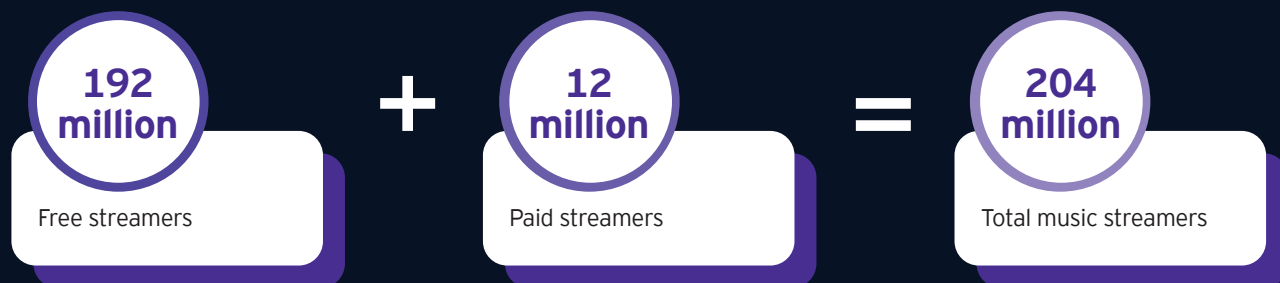 192
million
Free streamers
+
12
million
Paid streamers
=
204
million
Total music streamers